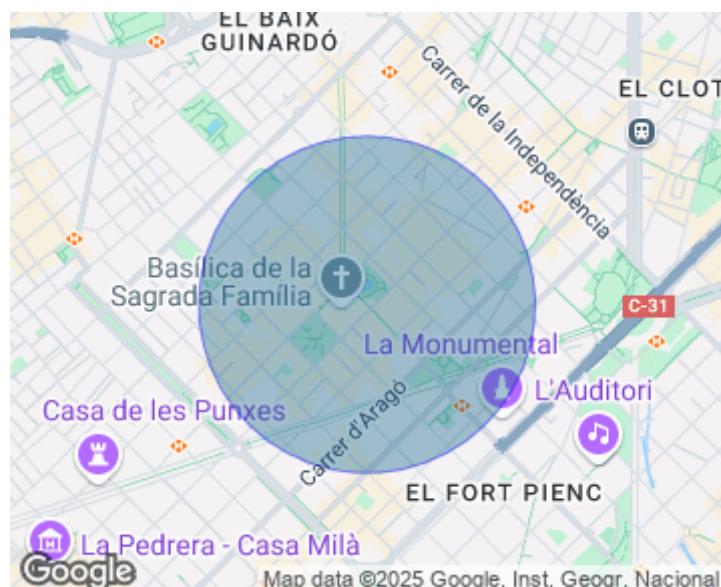 EL BAIX
GUINARDÓ
Carrer de la Independència
EL CLOT
Basílica de la
Sagrada Família
C-31
La Monumental
L'Auditori
Casa de les Punxes
Carrer d'Aragó
EL FORT PIENC
La Pedrera - Casa Milà
Google
Map data ©2025 Google, Inst. Geogr. Nacional